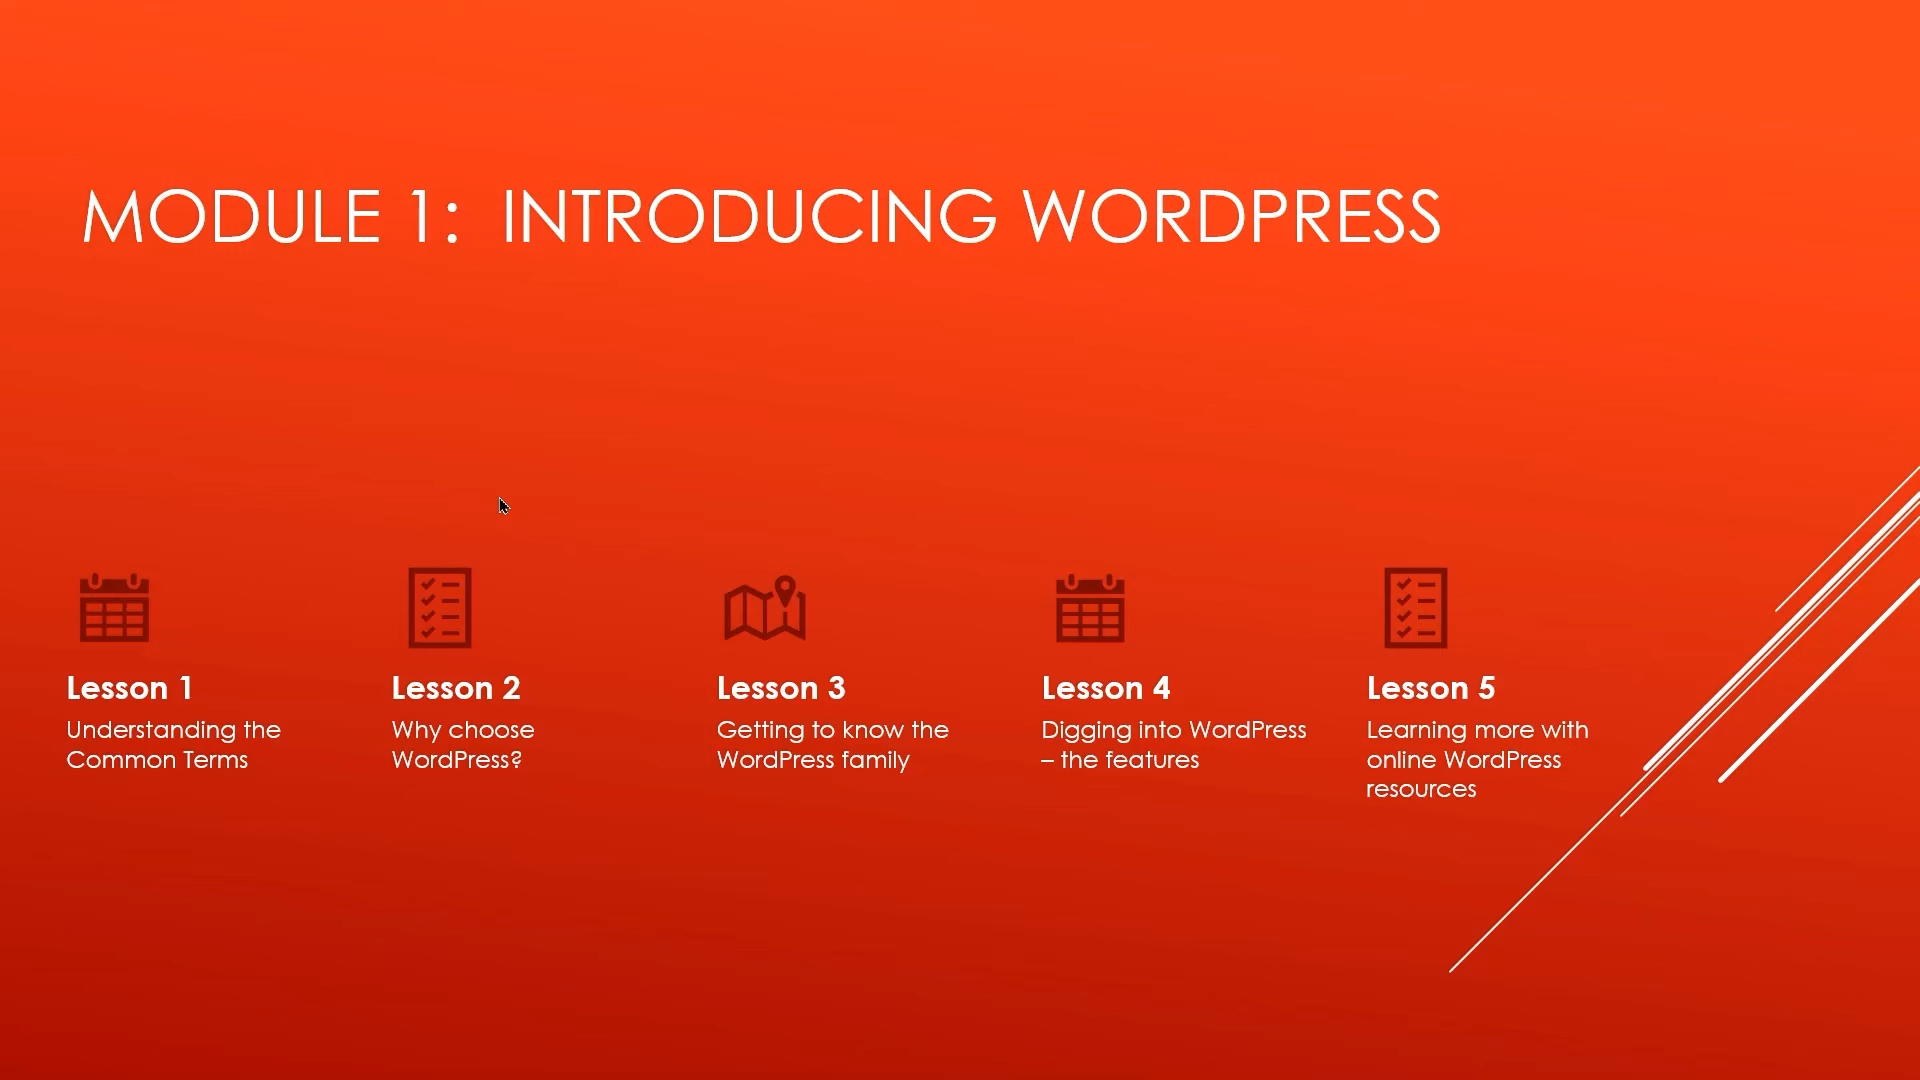 MODULE 1:  INTRODUCING WORDPRESS
Lesson 1
Understanding the
Common Terms
Lesson 2
Why choose
WordPress?
Lesson 3
Getting to know the
WordPress family
Lesson 4
Digging into WordPress
– the features
Lesson 5
Learning more with
online WordPress
resources